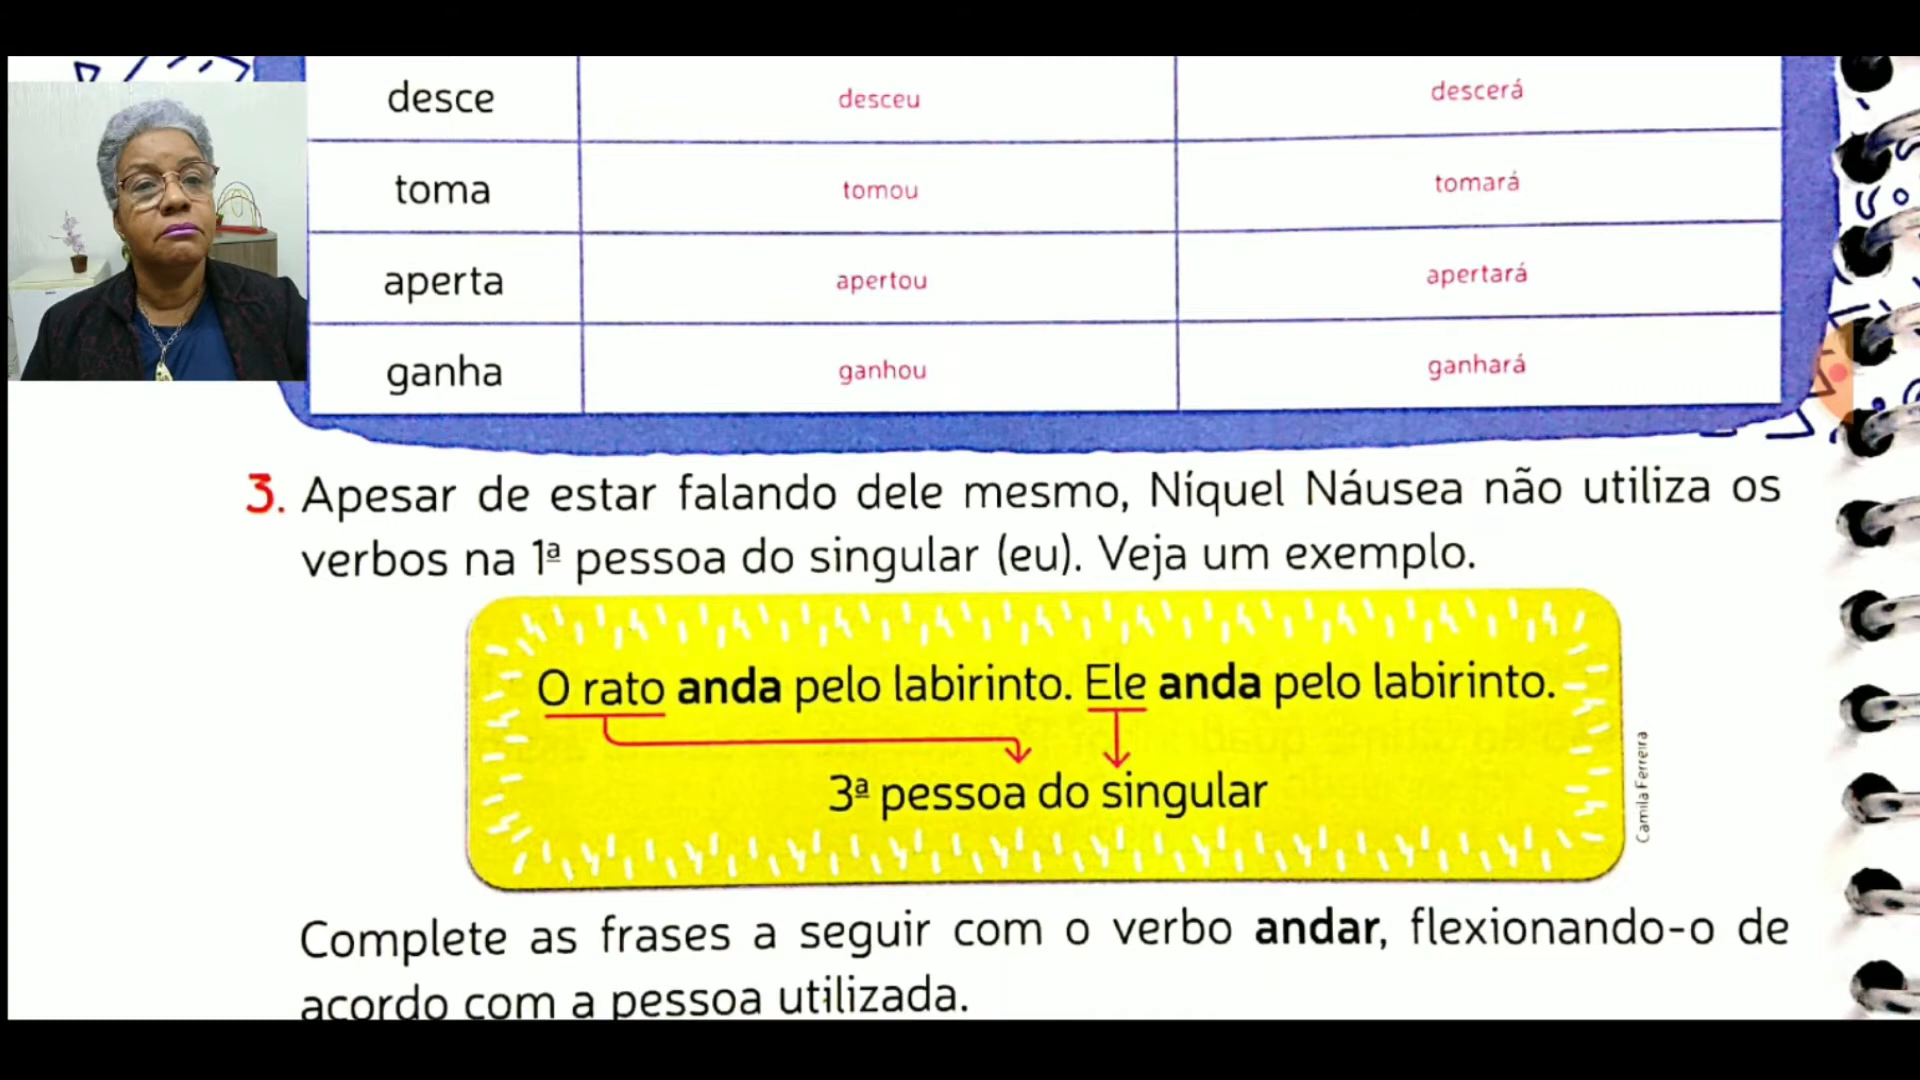 desce desceu descerá
toma tomou tomará
aperta apertou apertará
ganha ganhou ganhará
3. Apesar de estar falando dele mesmo, Níquel Náusea não utiliza os
verbos na 1ª pessoa do singular (eu). Veja um exemplo.
O rato anda pelo labirinto. Ele anda pelo labirinto.
3ª pessoa do singular
Camila Ferreira
Complete as frases a seguir com o verbo andar, flexionando-o de
acordo com a pessoa utilizada.